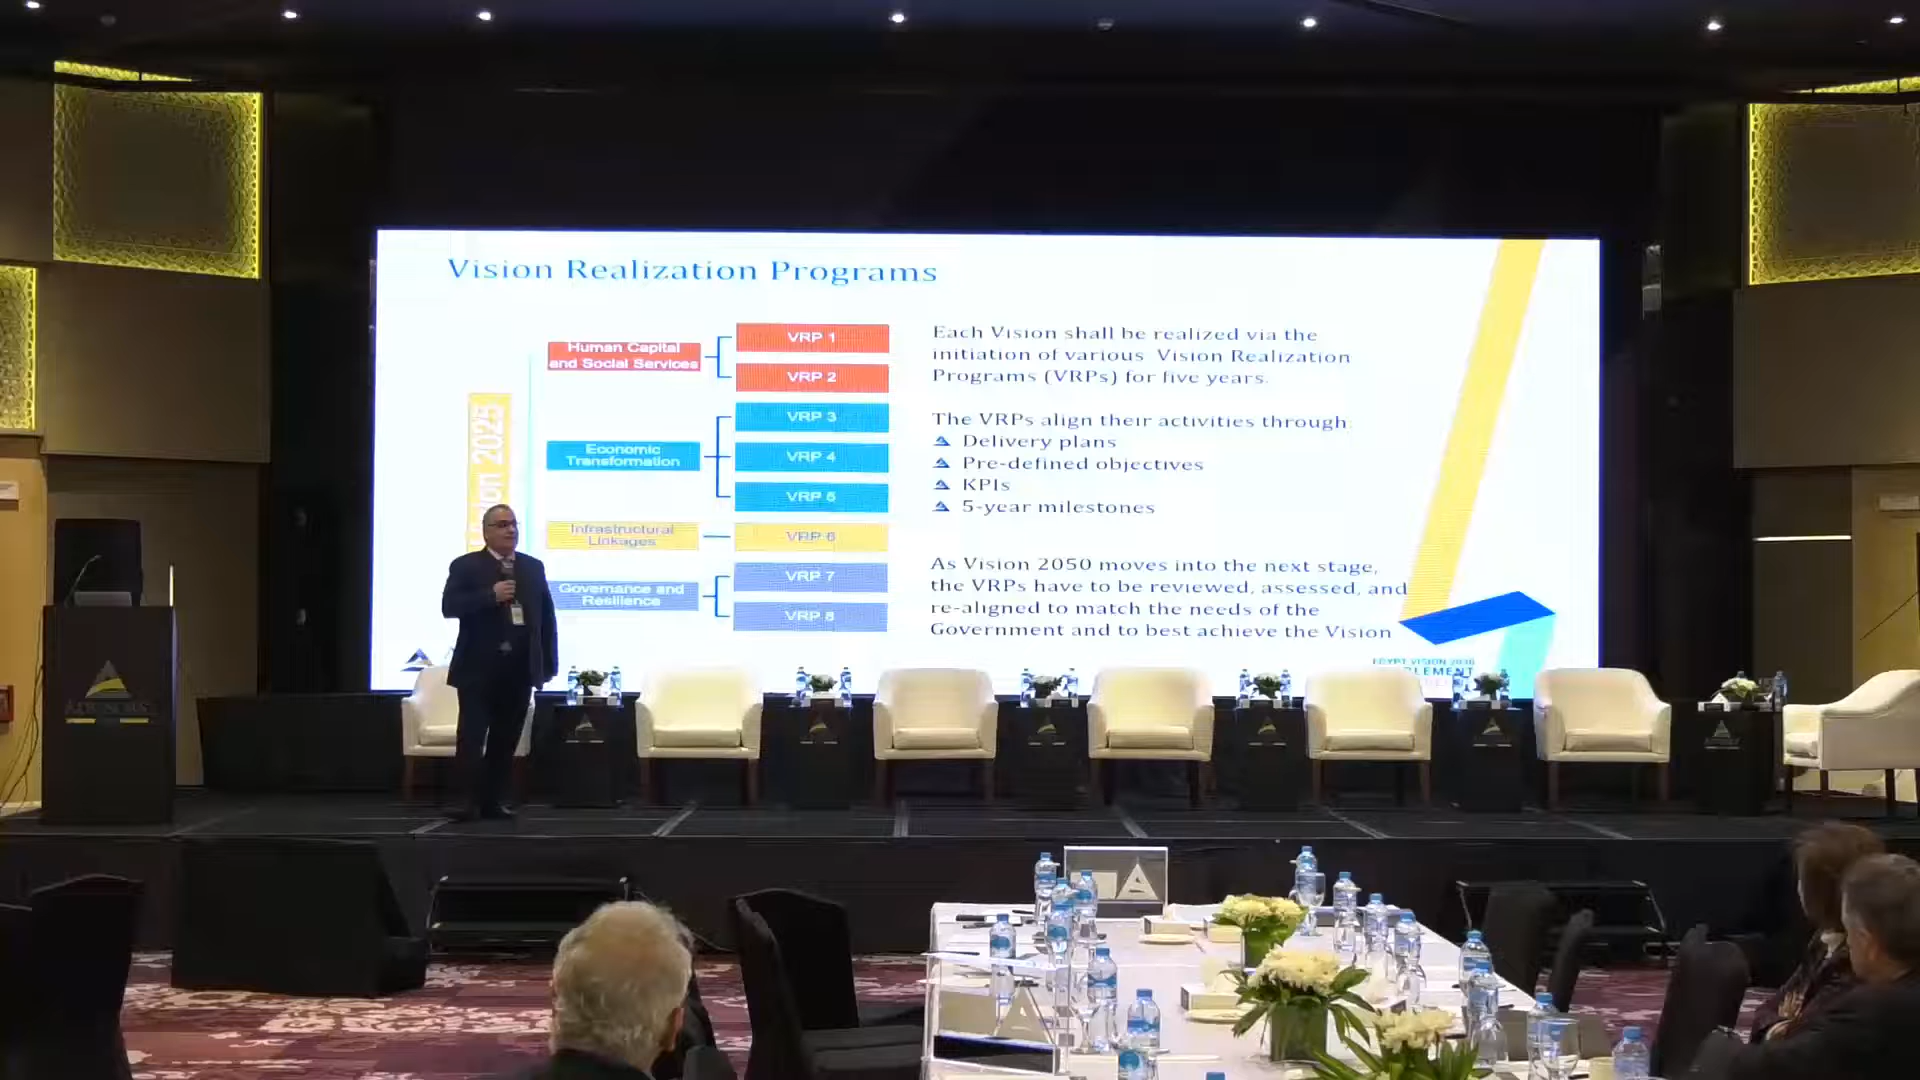 Vision Realization Programs
Human Capital
and Social Services
VRP 1
VRP 2
Economic
Transformation
VRP 3
VRP 4
VRP 5
Infrastructural
Linkages
VRP 6
Governance and
Resilience
VRP 7
VRP 8
2025
Each Vision shall be realized via the
initiation of various Vision Realization
Programs (VRPs) for five years.
The VRPs align their activities through:
Delivery plans
Pre-defined objectives
KPIs
5-year milestones
As Vision 2050 moves into the next stage,
the VRPs have to be reviewed, assessed, and
re-aligned to match the needs of the
Government and to best achieve the Vision
EGYPT VISION 2030